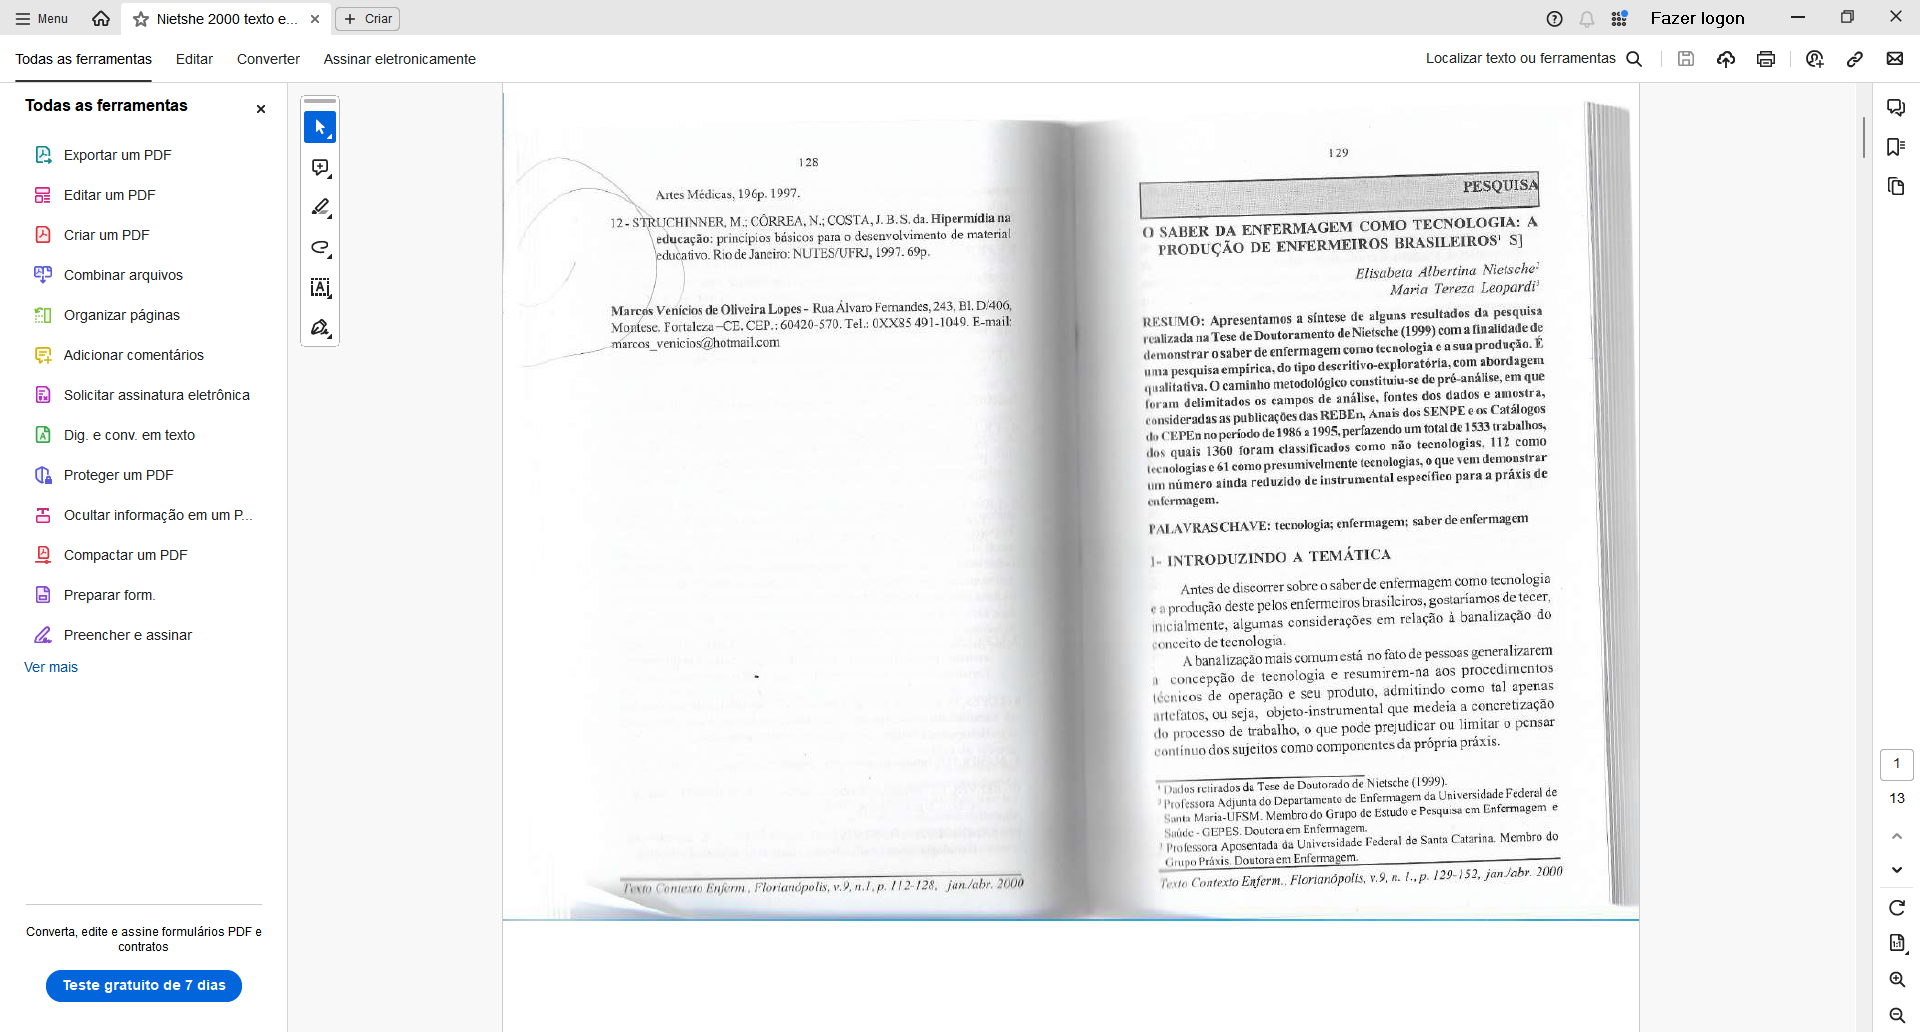 Menu
Nietshe 2000 texto e...
Criar
Fazer logon
Todas as ferramentas
Editar
Converter
Assinar eletronicamente
Localizar texto ou ferramentas
Todas as ferramentas
Exportar um PDF
Editar um PDF
Criar um PDF
Combinar arquivos
Organizar páginas
Adicionar comentários
Solicitar assinatura eletrônica
Dig. e conv. em texto
Proteger um PDF
Ocultar informação em um P...
Compactar um PDF
Preparar form.
Preencher e assinar
Ver mais
Converta, edite e assine formulários PDF e
contratos
Teste gratuito de 7 dias
128
Artes Médicas, 196p. 1997.
12 - STRUCHINNER, M.; CÔRREA, N.; COSTA, J. B. S. da. Hipermídia na
educação: princípios básicos para o desenvolvimento de material
educativo. Rio de Janeiro: NUTES/UFRJ, 1997. 69p.
Marcos Venícios de Oliveira Lopes - Rua Álvaro Fernandes, 243, Bl. D/406,
Montese. Fortaleza –CE. CEP.: 60420-570. Tel.: 0XX85 491-1049. E-mail:
marcos_venicios@hotmail.com
Texto Contexto Enferm., Florianópolis, v.9, n.1, p. 112-128, jan./abr. 2000
129
PESQUISA
O SABER DA ENFERMAGEM COMO TECNOLOGIA: A
PRODUÇÃO DE ENFERMEIROS BRASILEIROS¹ S]
Elisabeta Albertina Nietsche²
Maria Tereza Leopardi³
RESUMO: Apresentamos a síntese de alguns resultados da pesquisa
realizada na Tese de Doutoramento de Nietsche (1999) com a finalidade de
demonstrar o saber de enfermagem como tecnologia e a sua produção. É
uma pesquisa empírica, do tipo descritivo-exploratória, com abordagem
qualitativa. O caminho metodológico constituiu-se de pré-análise, em que
foram delimitados os campos de análise, fontes dos dados e amostra,
consideradas as publicações das REBEn, Anais dos SENPE e os Catálogos
do CEPEn no período de 1986 a 1995, perfazendo um total de 1533 trabalhos,
dos quais 1360 foram classificados como não tecnologias, 112 como
tecnologias e 61 como presumivelmente tecnologias, o que vem demonstrar
um número ainda reduzido de instrumental específico para a práxis de
enfermagem.
PALAVRAS CHAVE: tecnologia; enfermagem; saber de enfermagem
1- INTRODUZINDO A TEMÁTICA
Antes de discorrer sobre o saber de enfermagem como tecnologia
e a produção deste pelos enfermeiros brasileiros, gostaríamos de tecer,
inicialmente, algumas considerações em relação à banalização do
conceito de tecnologia.
A banalização mais comum está no fato de pessoas generalizarem
a concepção de tecnologia e resumirem-na aos procedimentos
técnicos de operação e seu produto, admitindo como tal apenas
artefatos, ou seja, objeto-instrumental que medeia a concretização
do processo de trabalho, o que pode prejudicar ou limitar o pensar
contínuo dos sujeitos como componentes da própria práxis.
¹ Dados retirados da Tese de Doutorado de Nietsche (1999).
² Professora Adjunta do Departamento de Enfermagem da Universidade Federal de
Santa Maria-UFSM. Membro do Grupo de Estudo e Pesquisa em Enfermagem e
Saúde - GEPES. Doutora em Enfermagem.
³ Professora Aposentada da Universidade Federal de Santa Catarina. Membro do
Grupo Práxis. Doutora em Enfermagem.
Texto Contexto Enferm., Florianópolis, v.9, n. 1., p. 129-152, jan./abr. 2000
1
13